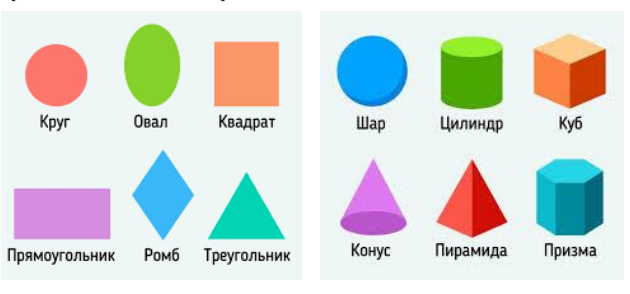 Круг Овал Квадрат
Прямоугольник Ромб Треугольник
Шар Цилиндр Куб
Конус Пирамида Призма